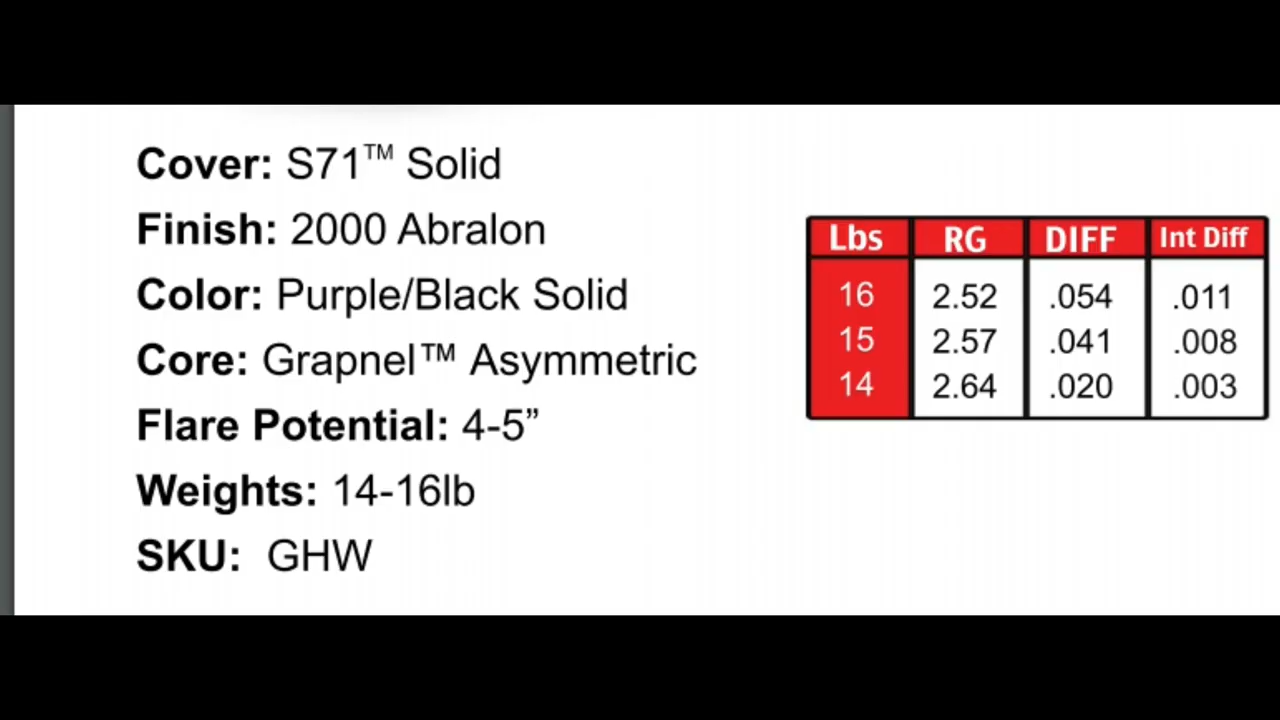 Cover: S71™ Solid
Finish: 2000 Abralon
Color: Purple/Black Solid
Core: Grapnel™ Asymmetric
Flare Potential: 4-5”
Weights: 14-16lb
SKU: GHW
Lbs RG DIFF Int Diff
16 2.52 .054 .011
15 2.57 .041 .008
14 2.64 .020 .003